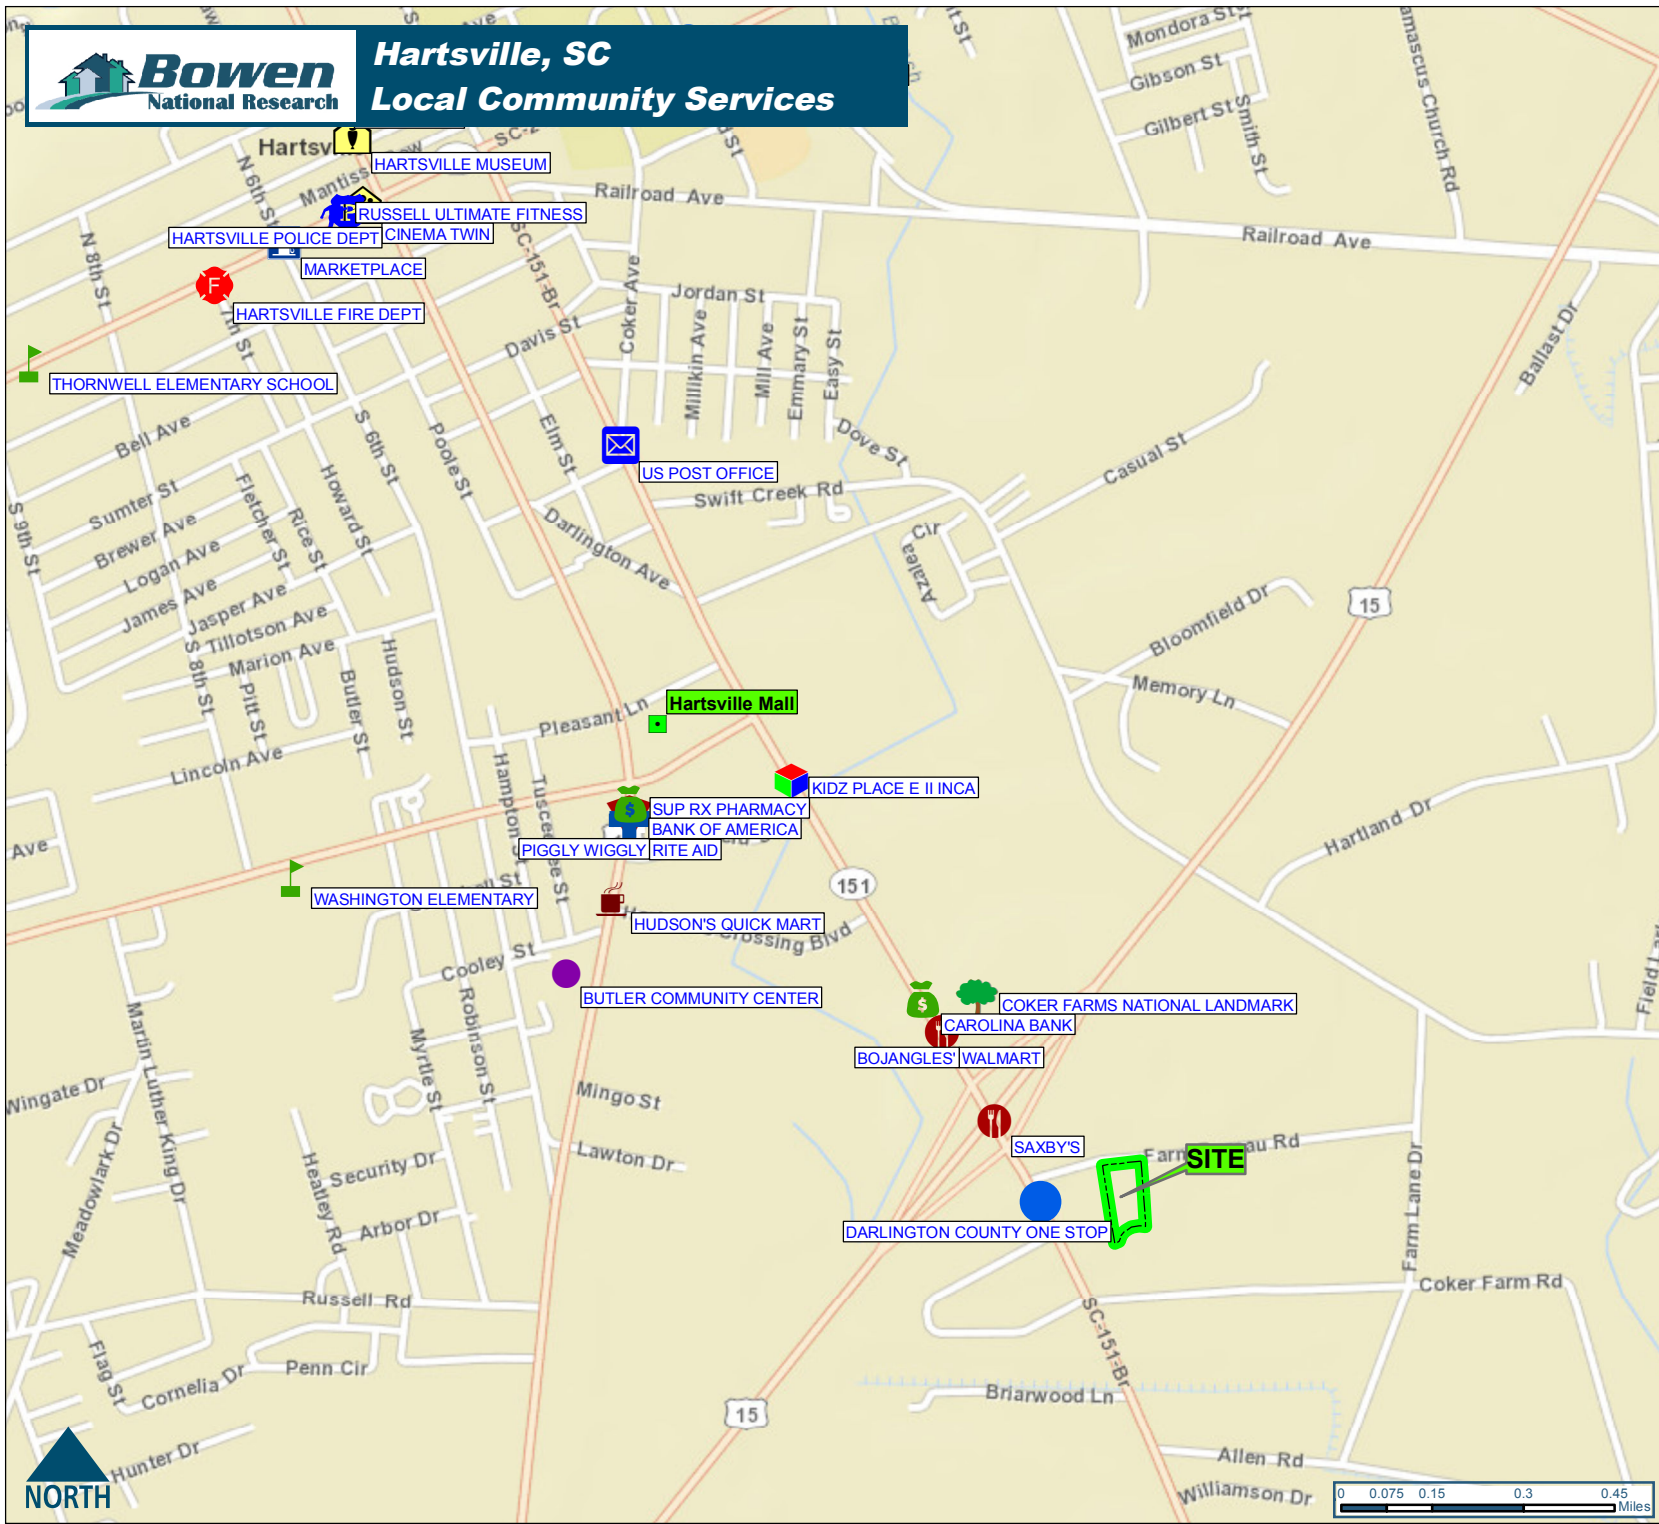 Bowen
National Research
Hartsville, SC
Local Community Services
Mondora St
Gibson St
Gilbert St
Smith St
Damascus Church Rd
HARTSVILLE MUSEUM
N 6th St
Railroad Ave
Railroad Ave
RUSSELL ULTIMATE FITNESS
HARTSVILLE POLICE DEPT
CINEMA TWIN
MARKETPLACE
N 8th St
SC-151-Br
F
HARTSVILLE FIRE DEPT
7th St
Coker Ave
Jordan St
Davis St
Millikin Ave
Mill Ave
Emmary St
Easy St
Ballast Dr
THORNWELL ELEMENTARY SCHOOL
Bell Ave
S 6th St
Poole St
Elm St
Dove St
US POST OFFICE
Casual St
Swift Creek Rd
Sumter St
Fletcher St
Howard St
Rice St
S 9th St
Brewer Ave
Logan Ave
James Ave
Jasper Ave
Tillotson Ave
Marion Ave
Darlington Ave
Azalea Cir
15
Bloomfield Dr
Memory Ln
S 8th St
Pitt St
Butler St
Hudson St
Hartsville Mall
Pleasant Ln
Lincoln Ave
Hampton St
KIDZ PLACE E II INCA
SUP RX PHARMACY
BANK OF AMERICA
PIGGLY WIGGLY
RITE AID
Hartland Dr
Ave
151
WASHINGTON ELEMENTARY
HUDSON'S QUICK MART
Crossing Blvd
Cooley St
BUTLER COMMUNITY CENTER
COKER FARMS NATIONAL LANDMARK
CAROLINA BANK
BOJANGLES'
WALMART
Martin Luther King Dr
Robinson St
Myrtle St
Wingate Dr
Mingo St
Meadowlark Dr
Lawton Dr
SAXBY'S
SITE
Heatley Rd
Security Dr
Arbor Dr
DARLINGTON COUNTY ONE STOP
Farm Lane Dr
Coker Farm Rd
Russell Rd
SC-151-Br
Flag St
Penn Cir
Cornelia Dr
Briarwood Ln
15
Hunter Dr
Allen Rd
Williamson Dr
NORTH
0 0.075 0.15 0.3 0.45
Miles